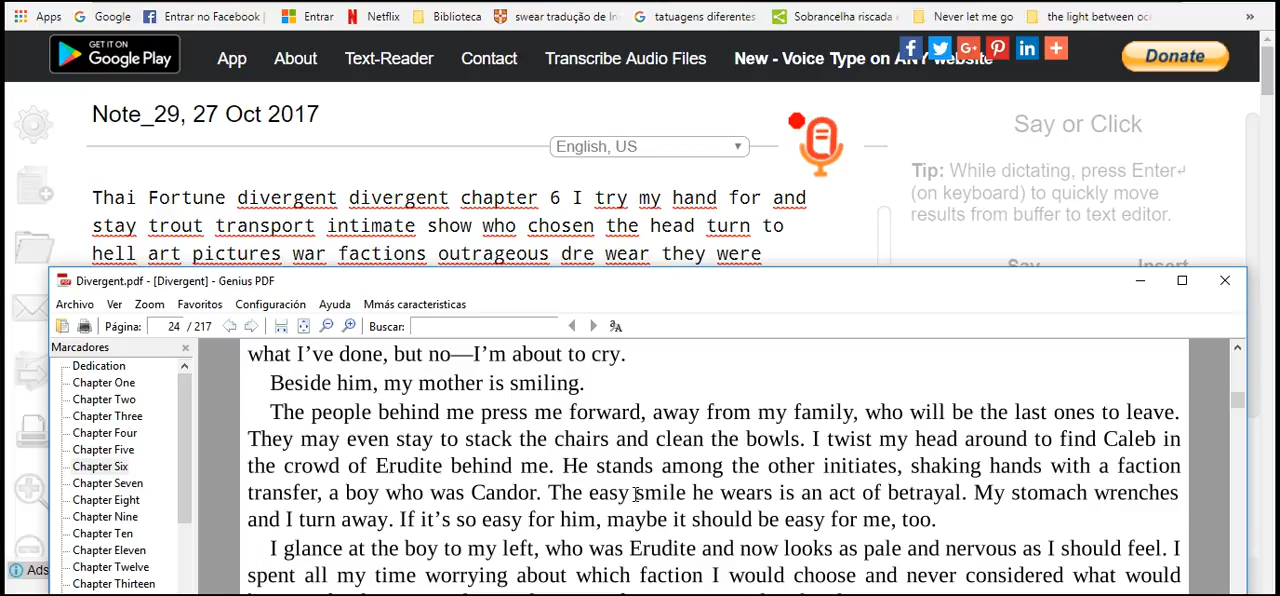 Apps Google Entrar no Facebook Entrar Netflix Biblioteca swear tradução de In tatuagens diferentes Sobrancelha riscada Never let me go the light between oc »
GET IT ON
Google Play App About Text-Reader Contact Transcribe Audio Files New - Voice Type on ANY website Donate
Note_29, 27 Oct 2017
Say or Click
English, US
Tip: While dictating, press Enter↵
(on keyboard) to quickly move
results from buffer to text editor.
Thai Fortune divergent divergent chapter 6 I try my hand for and
stay trout transport intimate show who chosen the head turn to
hell art pictures war factions outrageous dre wear they were
Say Insert
Divergent.pdf - [Divergent] - Genius PDF
Archivo Ver Zoom Favoritos Configuración Ayuda Mmás caracteristicas
Página: 24 / 217 Buscar:
Marcadores
Dedication
Chapter One
Chapter Two
Chapter Three
Chapter Four
Chapter Five
Chapter Six
Chapter Seven
Chapter Eight
Chapter Nine
Chapter Ten
Chapter Eleven
Chapter Twelve
Chapter Thirteen
Ads
what I've done, but no—I'm about to cry.
Beside him, my mother is smiling.
The people behind me press me forward, away from my family, who will be the last ones to leave.
They may even stay to stack the chairs and clean the bowls. I twist my head around to find Caleb in
the crowd of Erudite behind me. He stands among the other initiates, shaking hands with a faction
transfer, a boy who was Candor. The easy smile he wears is an act of betrayal. My stomach wrenches
and I turn away. If it's so easy for him, maybe it should be easy for me, too.
I glance at the boy to my left, who was Erudite and now looks as pale and nervous as I should feel. I
spent all my time worrying about which faction I would choose and never considered what would